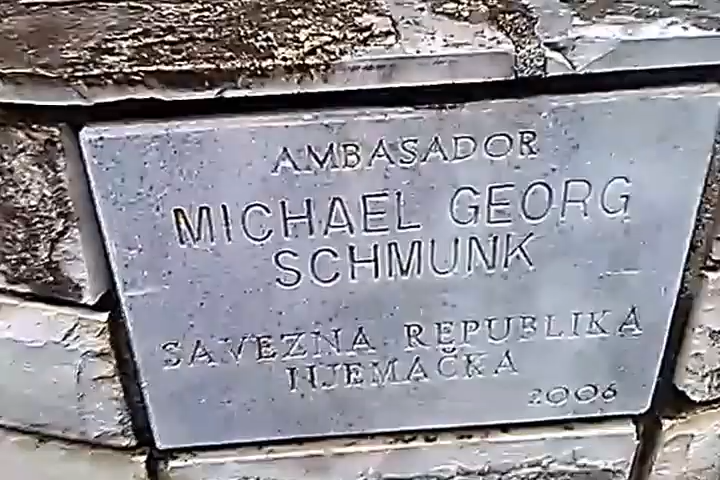 AMBASADOR
MICHAEL GEORG
SCHMUNK
SAVEZNA REPUBLIKA
NJEMAČKA
2006